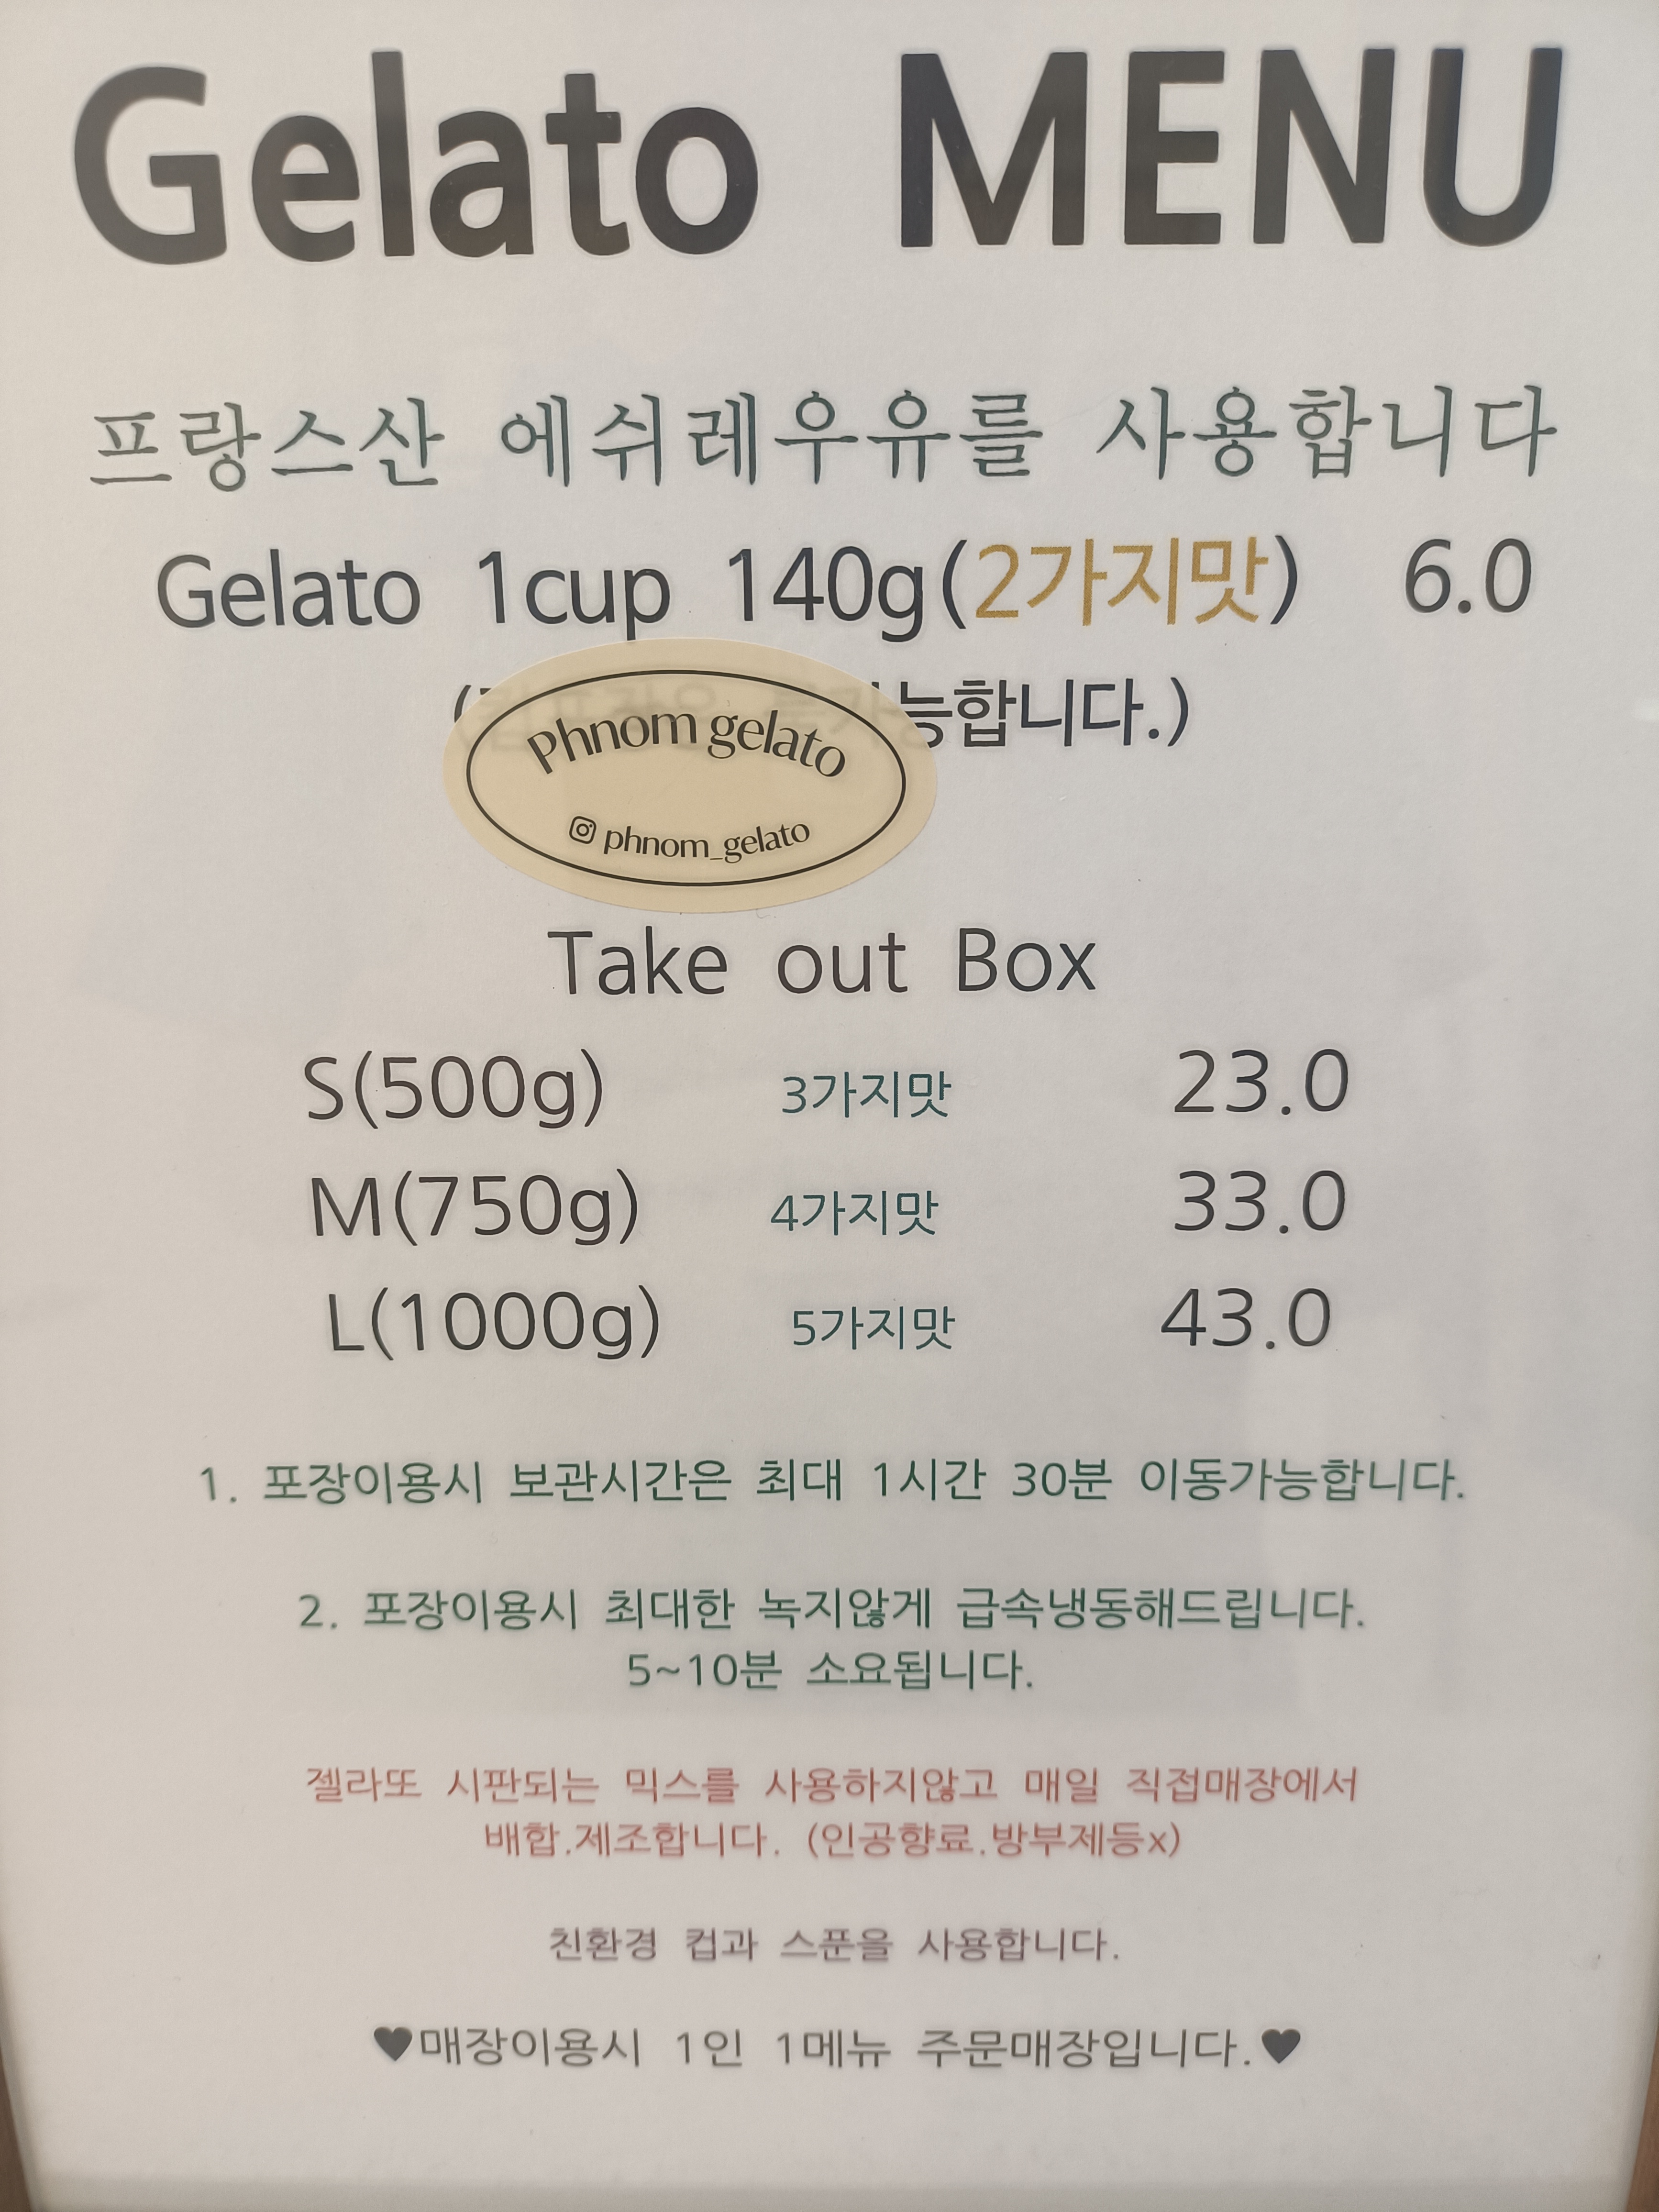 Gelato MENU
프랑스산 에쉬레우유를 사용합니다
Gelato 1cup 140g(2가지맛) 6.0
능합니다.)
Phnom gelato
phnom_gelato
Take out Box
S(500g) 3가지맛 23.0
M(750g) 4가지맛 33.0
L(1000g) 5가지맛 43.0
1. 포장이용시 보관시간은 최대 1시간 30분 이동가능합니다.
2. 포장이용시 최대한 녹지않게 급속냉동해드립니다.
5~10분 소요됩니다.
젤라또 시판되는 믹스를 사용하지않고 매일 직접매장에서
배합.제조합니다. (인공향료.방부제등x)
친환경 컵과 스푼을 사용합니다.
♥매장이용시 1인 1메뉴 주문매장입니다.♥